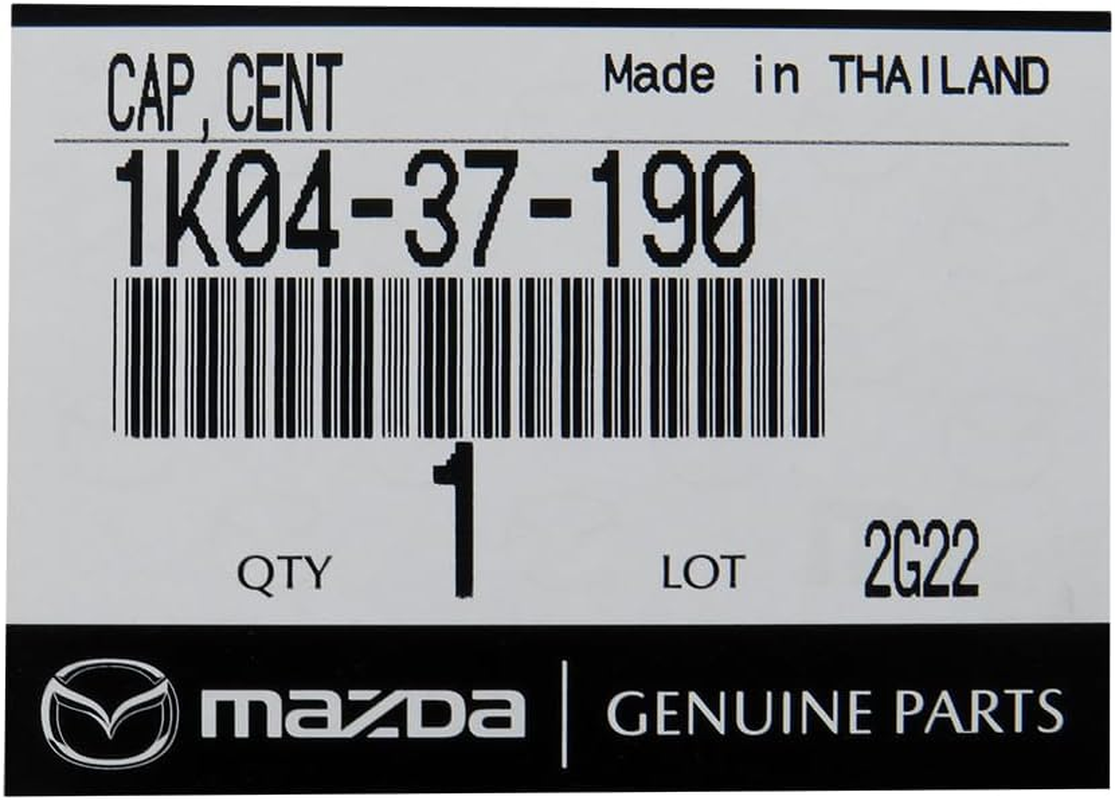 CAP, CENT
Made in THAILAND
1K04-37-190
1
QTY
LOT
2G22
mazda
GENUINE PARTS